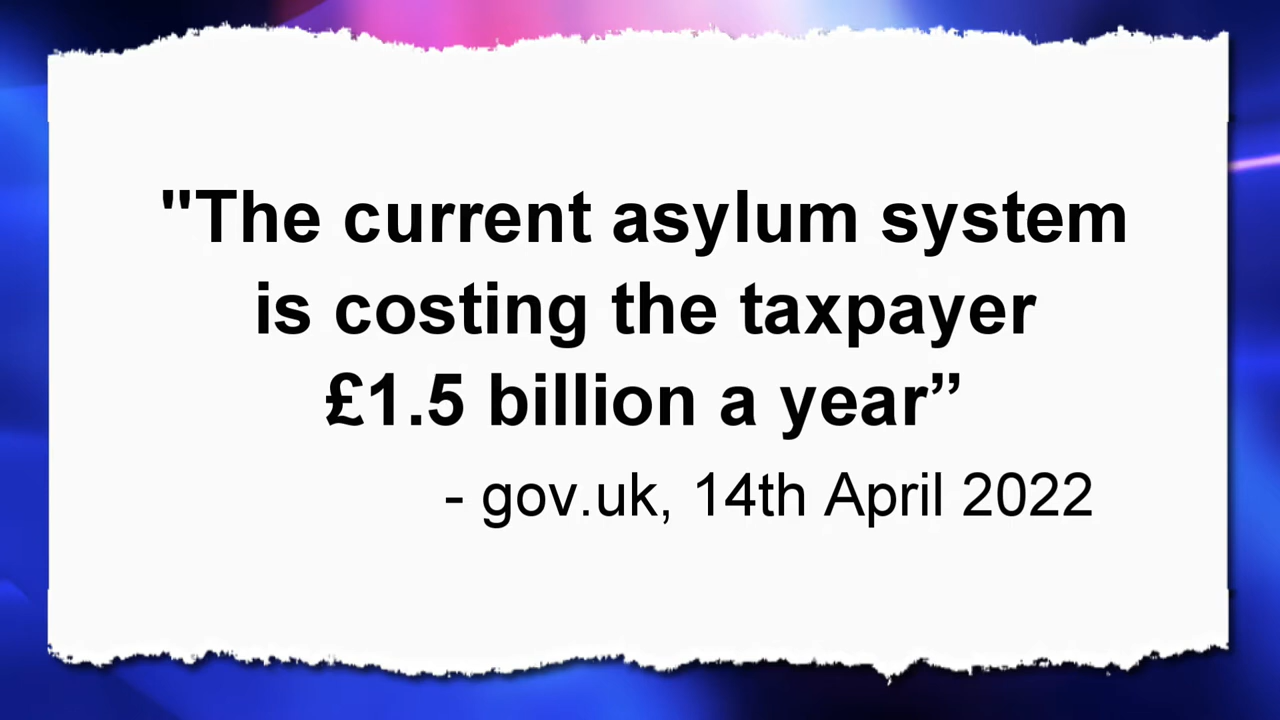 "The current asylum system
is costing the taxpayer
£1.5 billion a year”
- gov.uk, 14th April 2022